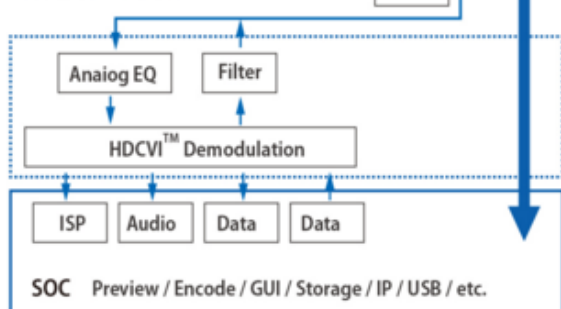 Anaiog EQ
Filter
HDCVI™ Demodulation
ISP
Audio
Data
Data
SOC Preview / Encode / GUI / Storage / IP / USB / etc.